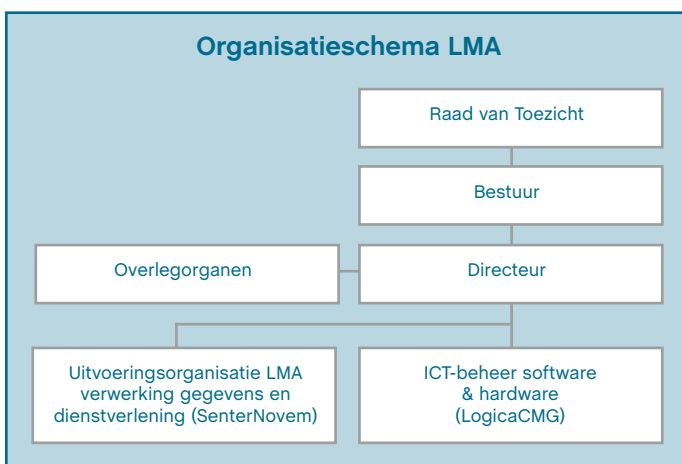 Organisatieschema LMA
Raad van Toezicht
Bestuur
Overlegorganen
Directeur
Uitvoeringsorganisatie LMA
verwerking gegevens en
dienstverlening (SenterNovem)
ICT-beheer software
& hardware
(LogicaCMG)